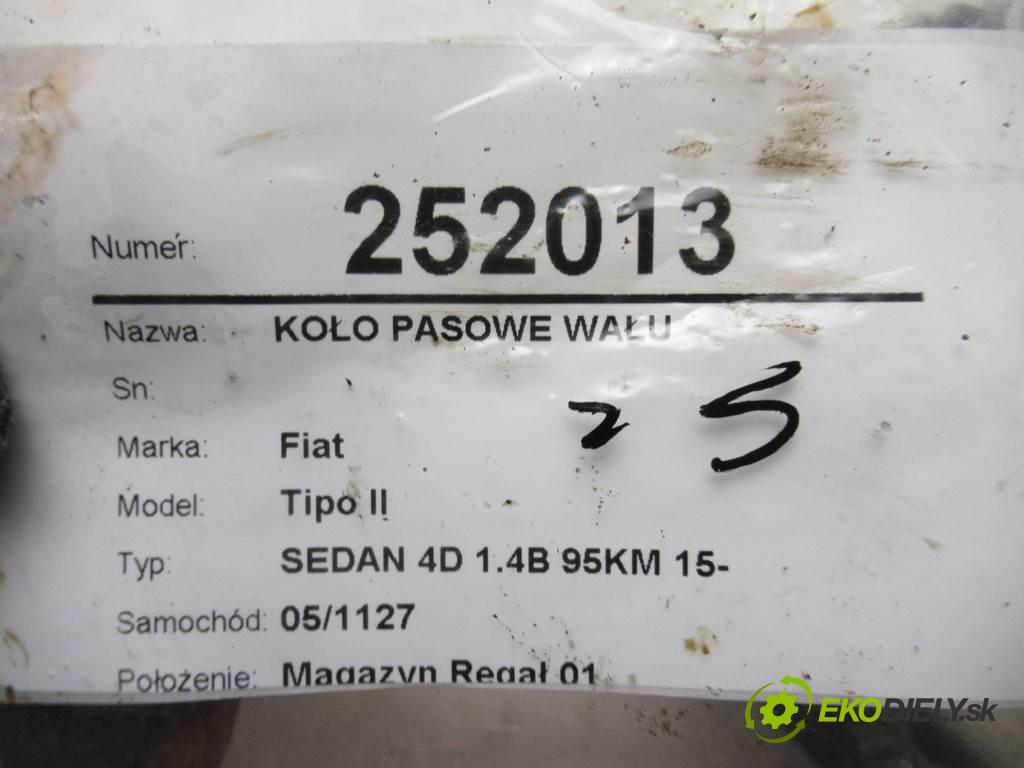 Numer: 252013
Nazwa: KOŁO PASOWE WAŁU
Sn:
25
Marka: Fiat
Model: Tipo II
Typ: SEDAN 4D 1.4B 95KM 15-
Samochód: 05/1127
Położenie: Magazyn Regał 01
EKODIELY.sk